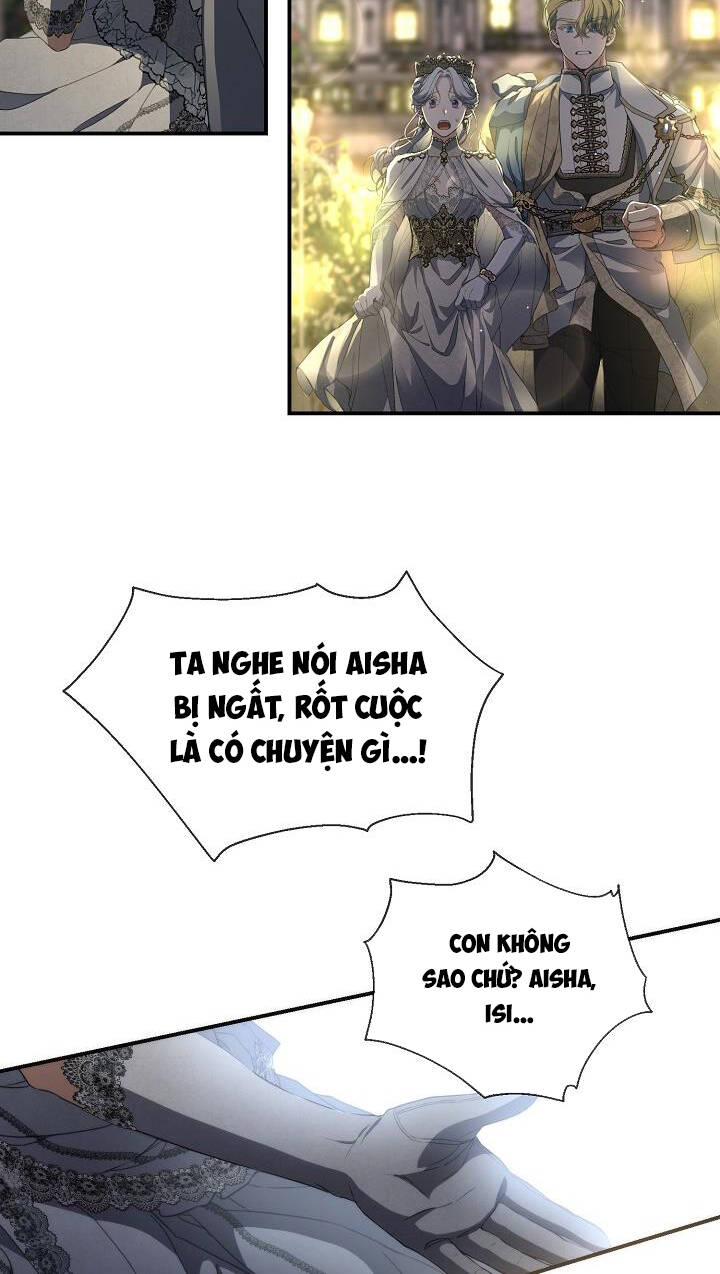 TA NGHE NÓI AISHA
BỊ NGẤT, RỐT CUỘC
LÀ CÓ CHUYỆN GÌ...!
CON KHÔNG
SAO CHỨ? AISHA,
ISI...